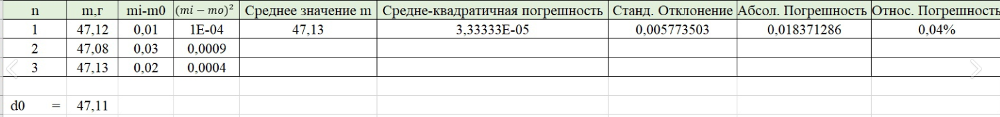 n m,г mi-m0 (mi − mo)² Среднее значение m Средне-квадратичная погрешность Станд. Отклонение Абсол. Погрешность Относ. Погрешность
1 47,12 0,01 1E-04 47,13 3,33333E-05 0,005773503 0,018371286 0,04%
2 47,08 0,03 0,0009
3 47,13 0,02 0,0004
d0 = 47,11